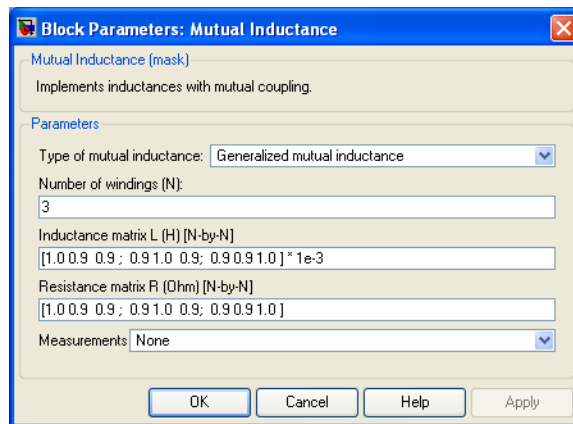 Block Parameters: Mutual Inductance
Mutual Inductance (mask)
Implements inductances with mutual coupling.
Parameters
Type of mutual inductance: Generalized mutual inductance
Number of windings (N):
3
Inductance matrix L (H) [N-by-N]
[1.0 0.9 0.9 ; 0.9 1.0 0.9; 0.9 0.9 1.0 ] * 1e-3
Resistance matrix R (Ohm) [N-by-N]
[1.0 0.9 0.9 ; 0.9 1.0 0.9; 0.9 0.9 1.0 ]
Measurements None
OK Cancel Help Apply